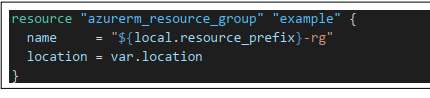 resource "azurerm_resource_group" "example" {
  name     = "${local.resource_prefix}-rg"
  location = var.location
}